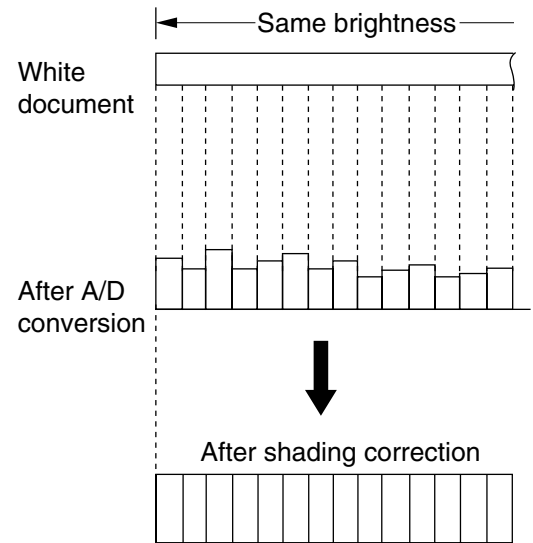 Same brightness
White
document
After A/D
conversion
After shading correction